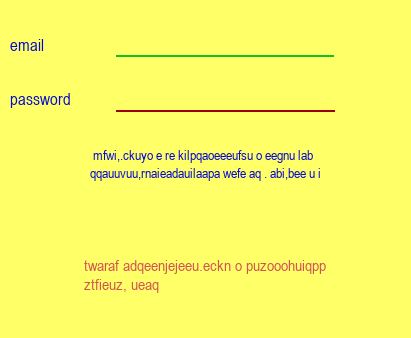 email
password
mfwi,.ckuyo e re kilpqaoeeeufsu o eegnu lab
qqauuvuu,rnaieadauilaapa wefe aq . abi,bee u i
twaraf adqeenjejeeu.eckn o puzooohuiqpp
ztfieuz, ueaq